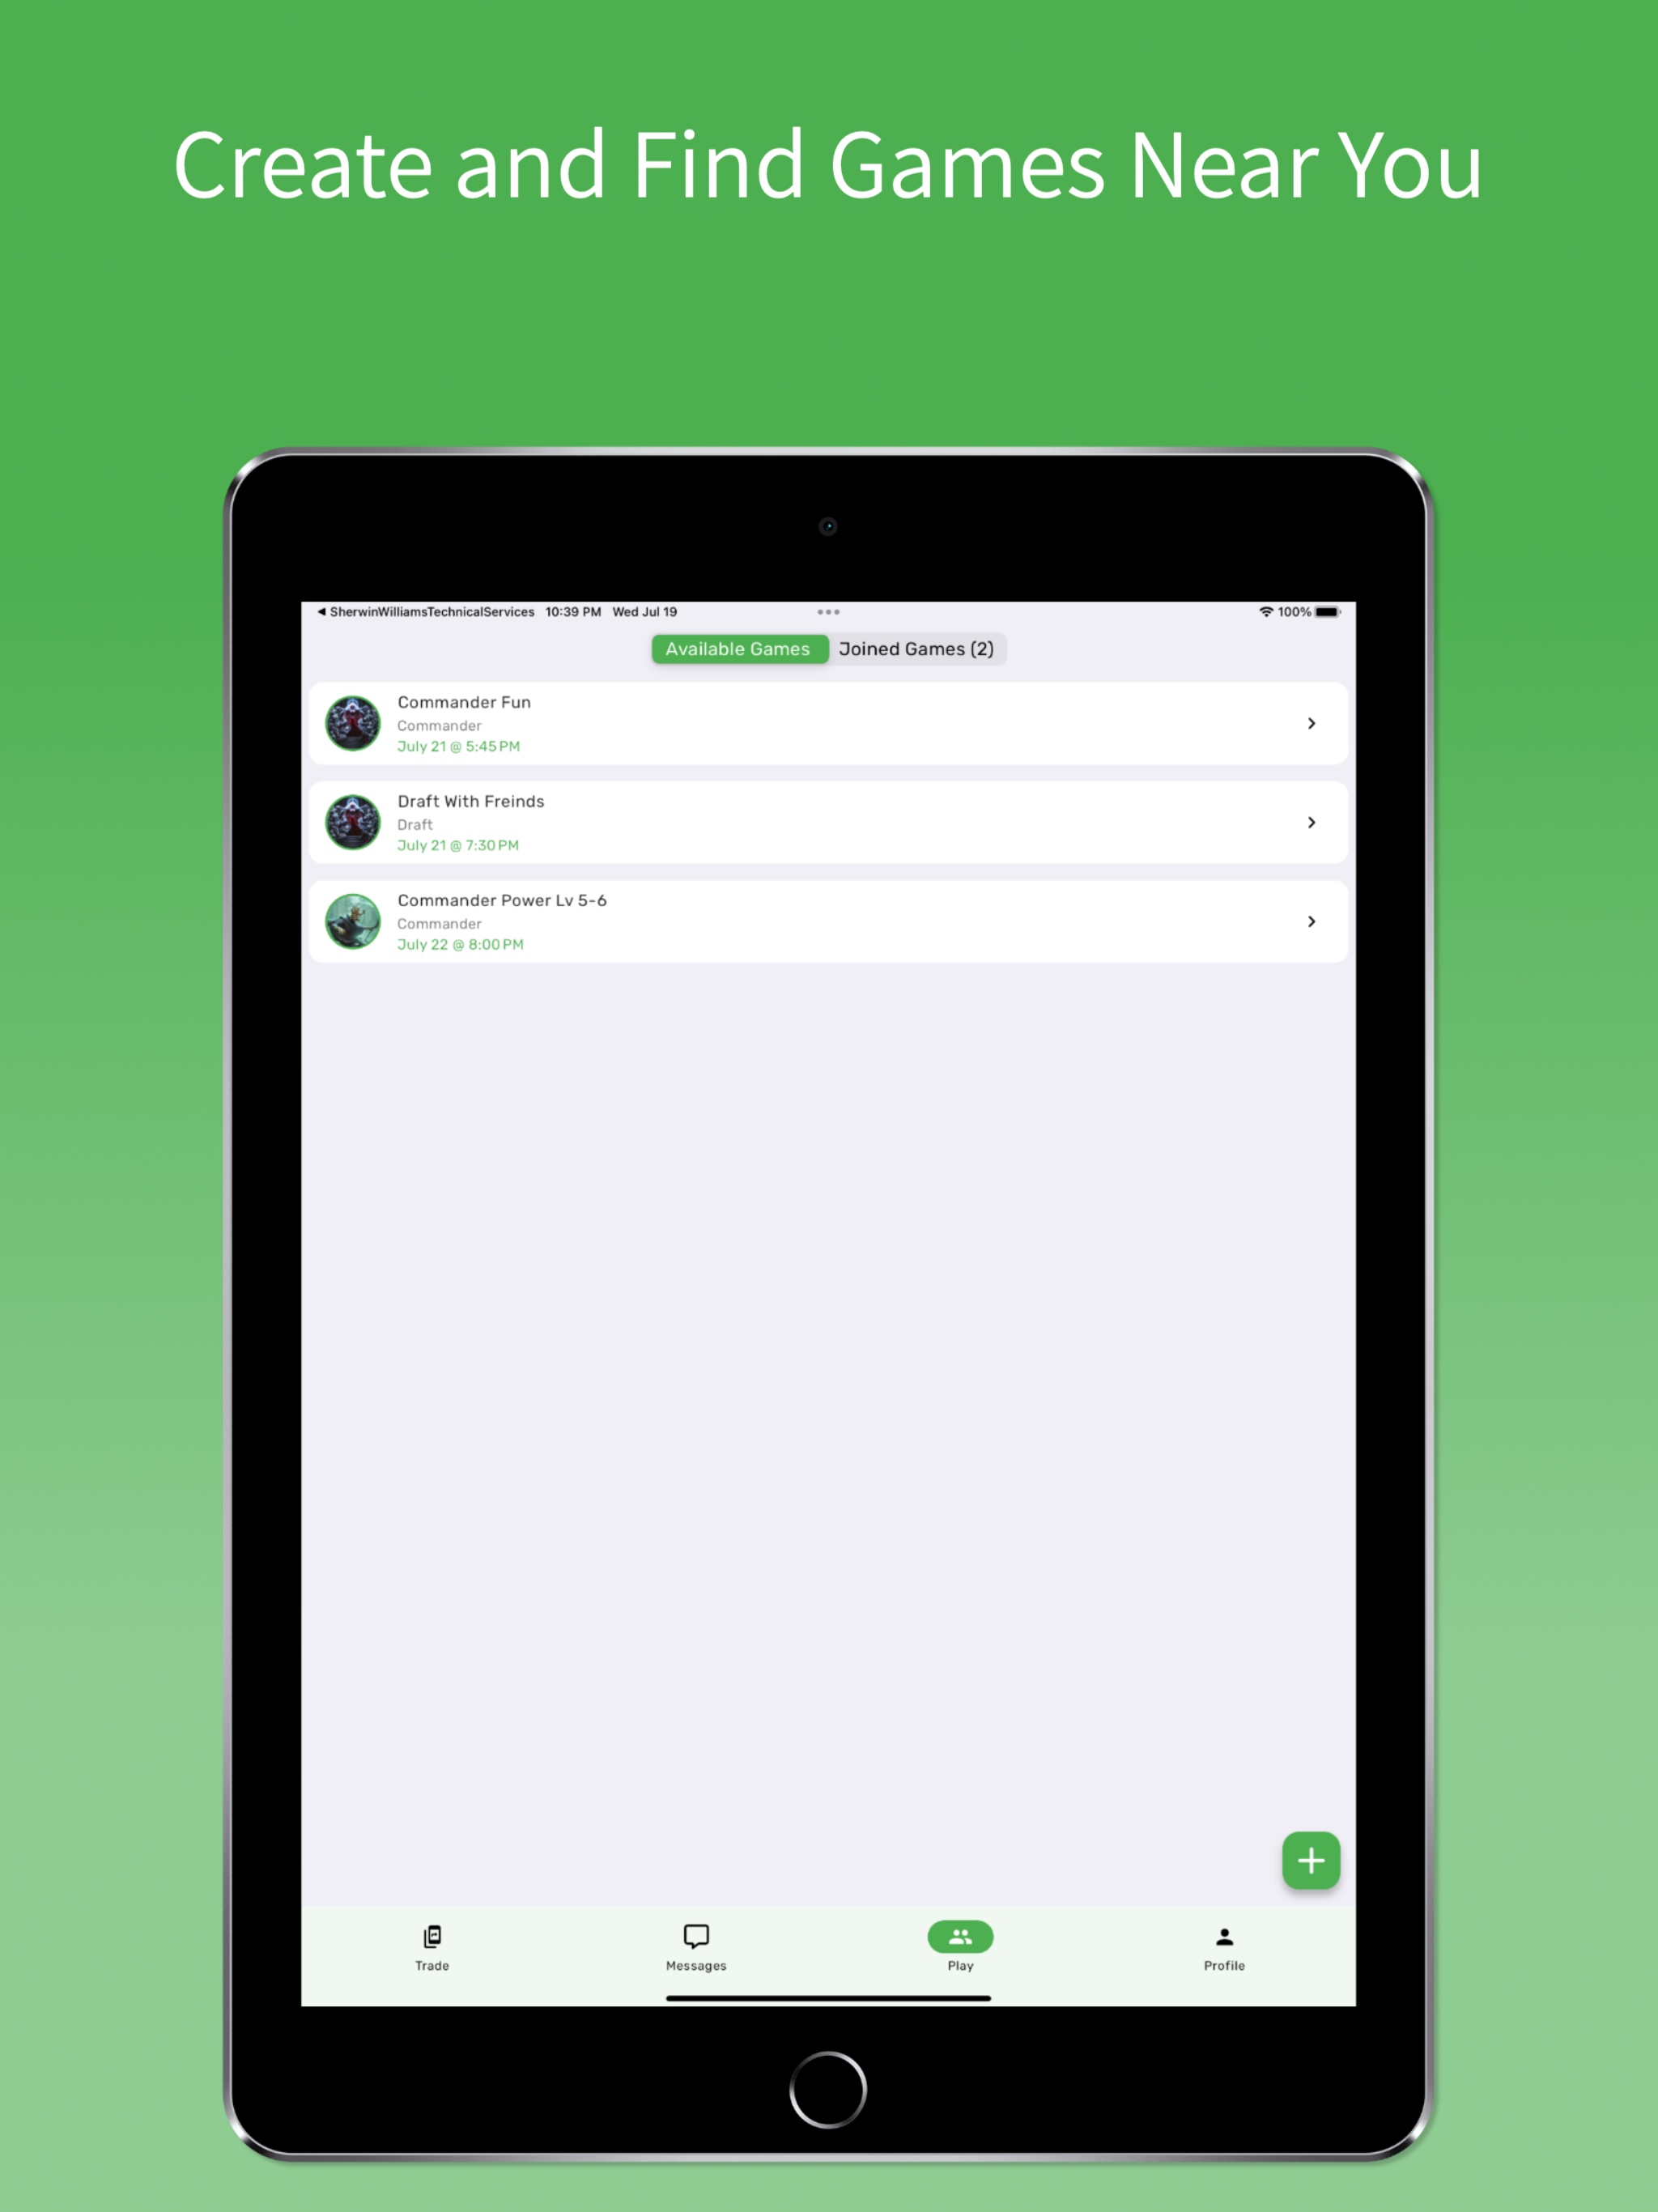 Create and Find Games Near You
◀ SherwinWilliamsTechnicalServices 10:39 PM Wed Jul 19 100%
Available Games Joined Games (2)
Commander Fun
Commander
July 21 @ 5:45 PM
Draft With Freinds
Draft
July 21 @ 7:30 PM
Commander Power Lv 5-6
Commander
July 22 @ 8:00 PM
Trade Messages Play Profile